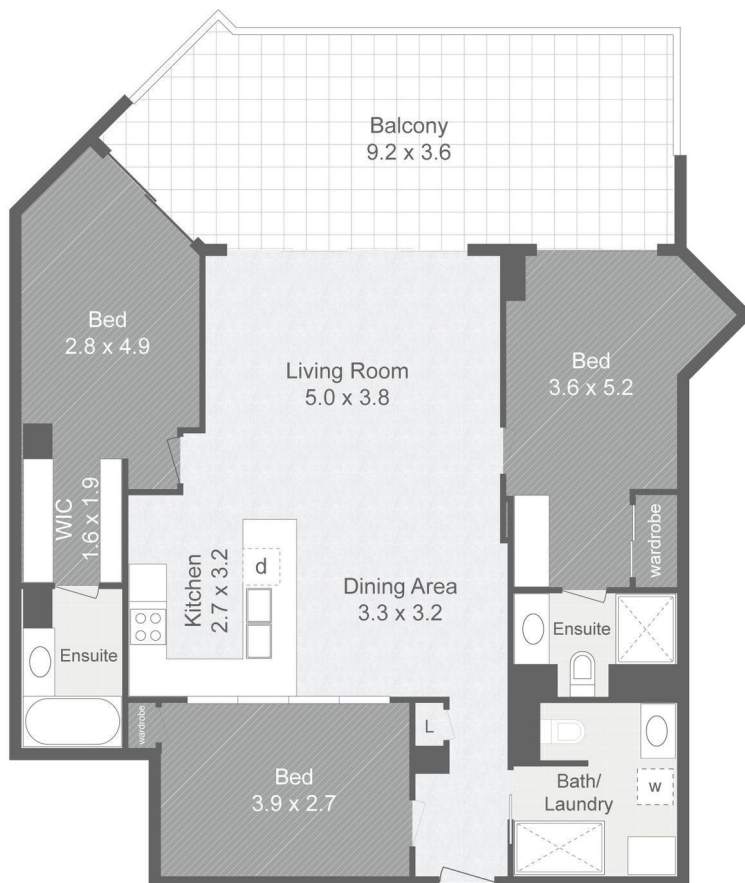 Balcony
9.2 x 3.6
Bed
2.8 x 4.9
Living Room
5.0 x 3.8
Bed
3.6 x 5.2
WIC
1.6 x 1.9
wardrobe
Kitchen
2.7 x 3.2
d
Dining Area
3.3 x 3.2
Ensuite
Ensuite
wardrobe
L
Bed
3.9 x 2.7
Bath/
Laundry
w